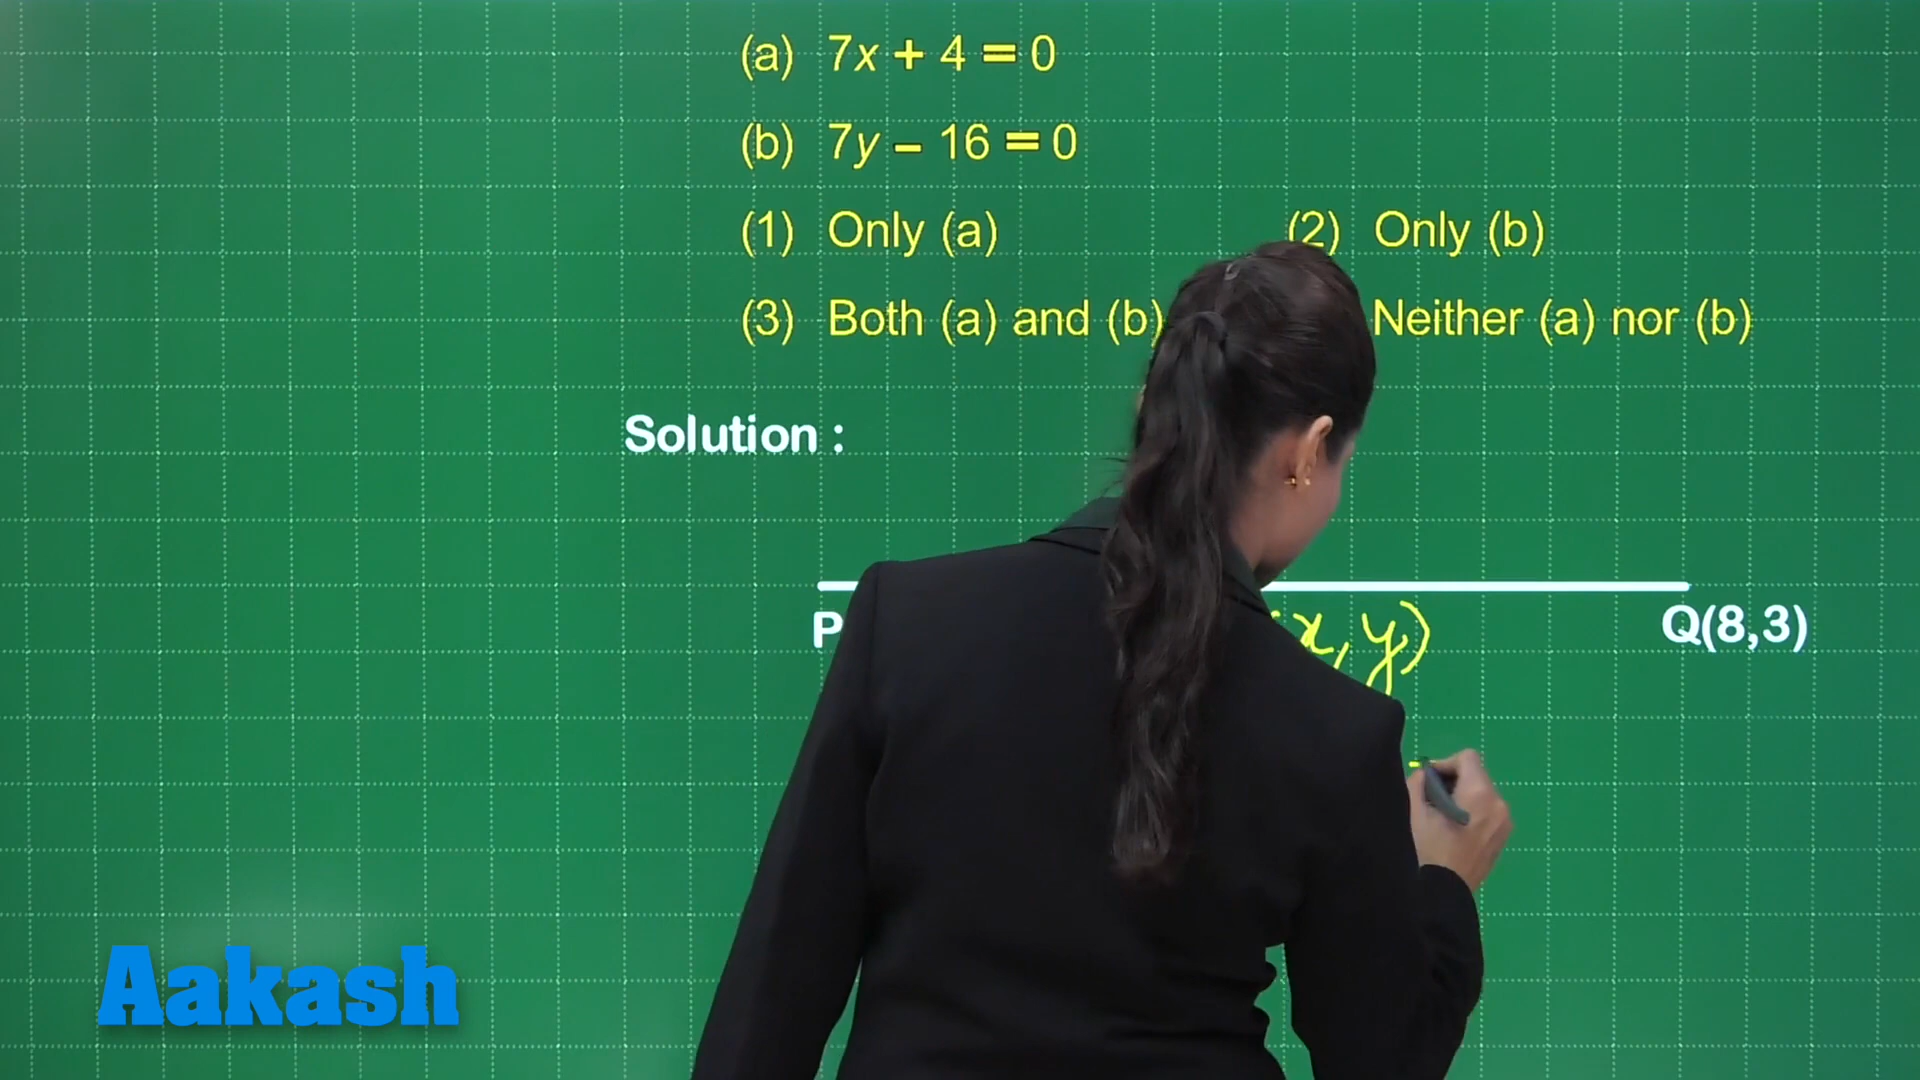 (a) 7x + 4 = 0
(b) 7y – 16 = 0
(1) Only (a) (2) Only (b)
(3) Both (a) and (b) Neither (a) nor (b)
Solution :
P Q(8,3)
(x, y)
Aakash